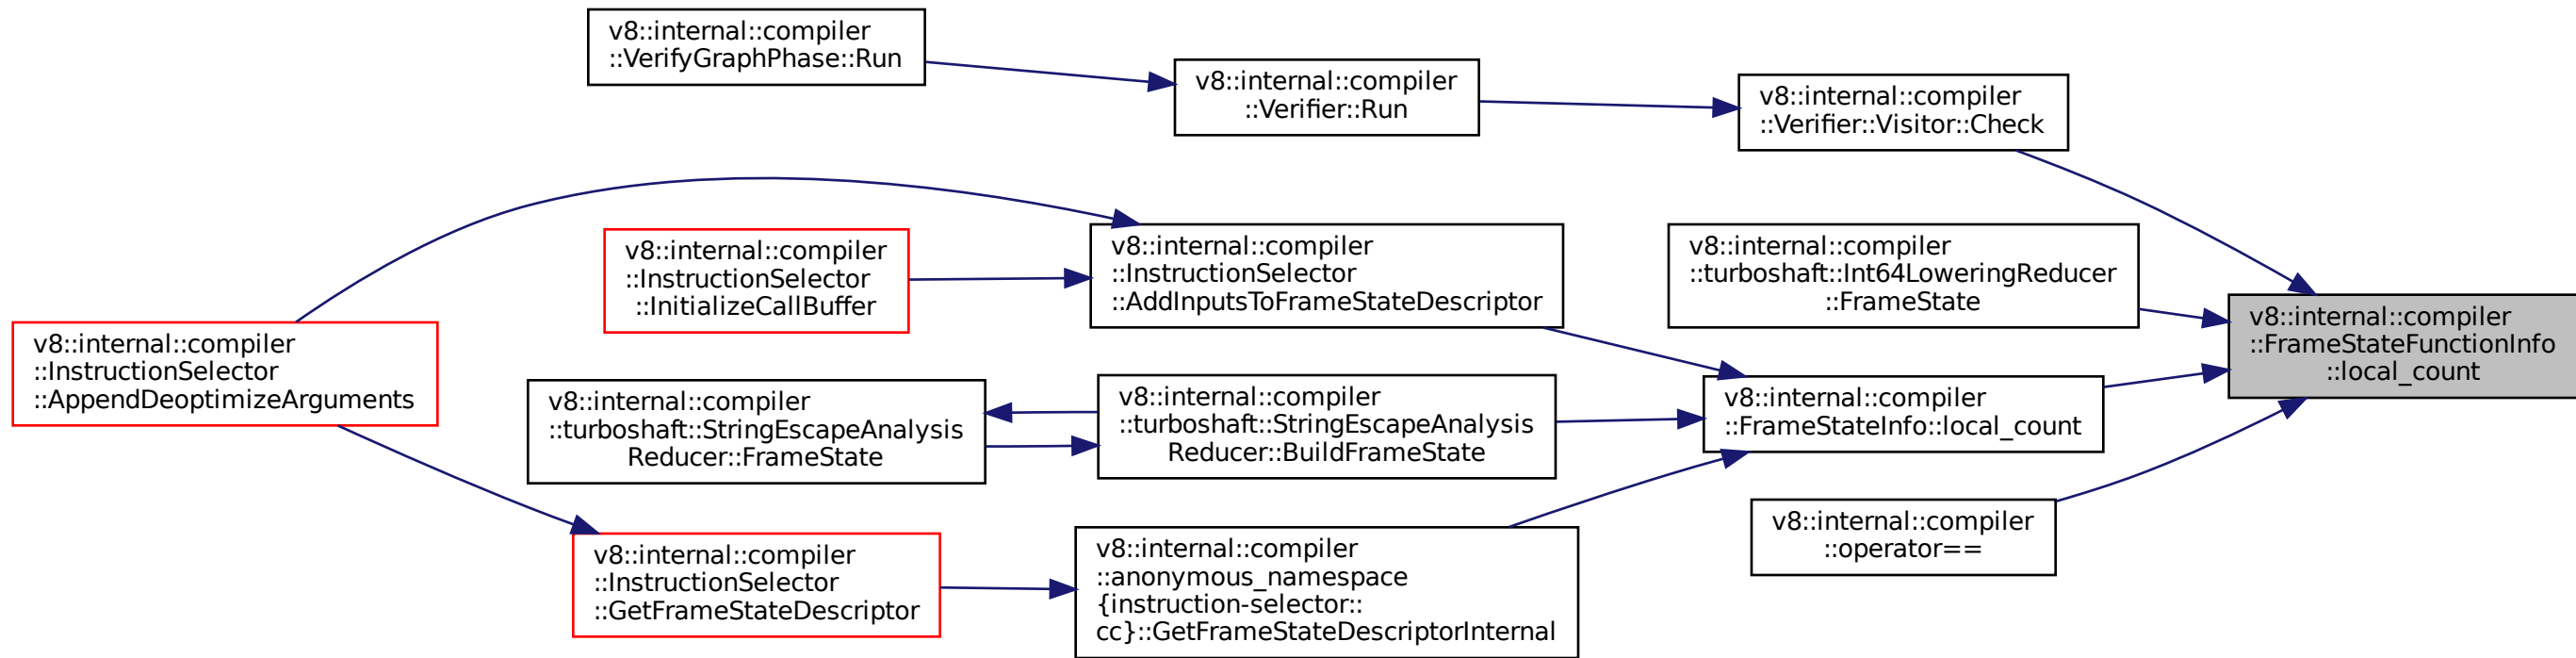 v8::internal::compiler
::VerifyGraphPhase::Run
v8::internal::compiler
::Verifier::Run
v8::internal::compiler
::Verifier::Visitor::Check
v8::internal::compiler
::InstructionSelector
::InitializeCallBuffer
v8::internal::compiler
::InstructionSelector
::AddInputsToFrameStateDescriptor
v8::internal::compiler
::turboshaft::Int64LoweringReducer
::FrameState
v8::internal::compiler
::FrameStateFunctionInfo
::local_count
v8::internal::compiler
::InstructionSelector
::AppendDeoptimizeArguments
v8::internal::compiler
::turboshaft::StringEscapeAnalysis
Reducer::FrameState
v8::internal::compiler
::turboshaft::StringEscapeAnalysis
Reducer::BuildFrameState
v8::internal::compiler
::FrameStateInfo::local_count
v8::internal::compiler
::operator==
v8::internal::compiler
::InstructionSelector
::GetFrameStateDescriptor
v8::internal::compiler
::anonymous_namespace
{instruction-selector::
cc}::GetFrameStateDescriptorInternal